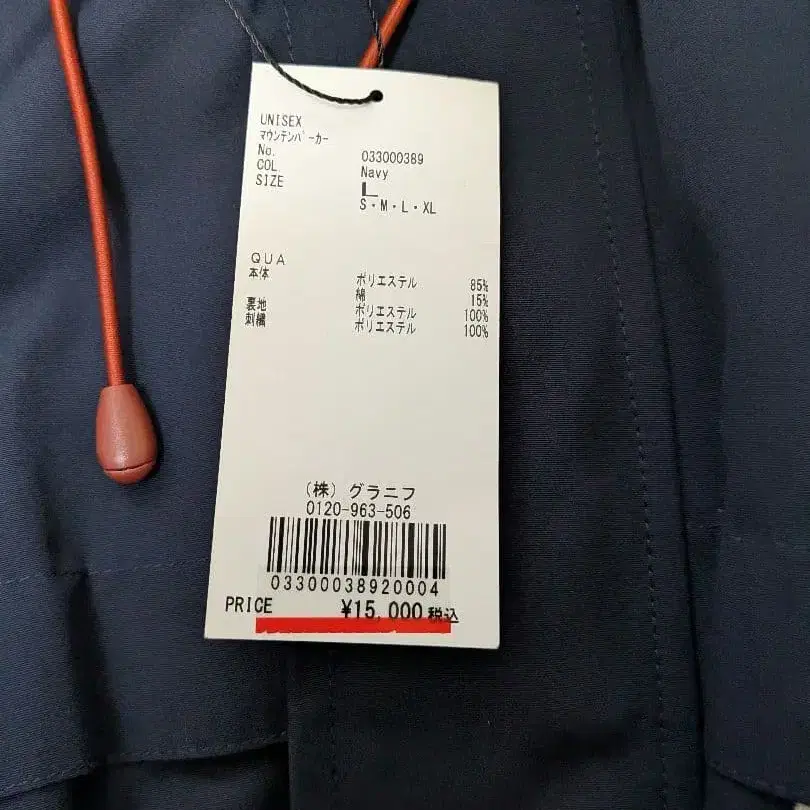 UNISEX
マウンテンパーカー
No. 033000389
COL Navy
SIZE L
S・M・L・XL
QUA
本体 ポリエステル 85%
綿 15%
裏地 ポリエステル 100%
刺繍 ポリエステル 100%
(株) グラニフ
0120-963-506
03300038920004
PRICE ¥15,000 税込